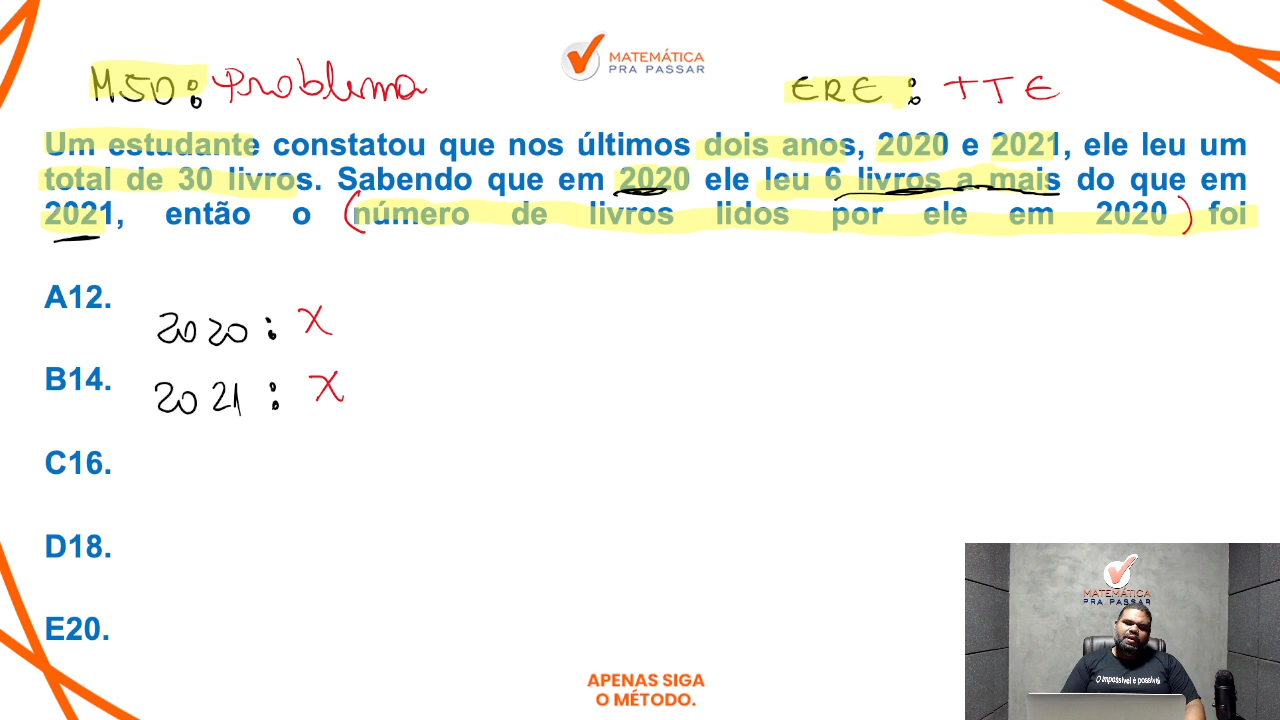 MATEMÁTICA
PRA PASSAR
M50: Problema
ERE: TTE
Um estudante constatou que nos últimos dois anos, 2020 e 2021, ele leu um
total de 30 livros. Sabendo que em 2020 ele leu 6 livros a mais do que em
2021, então o (número de livros lidos por ele em 2020) foi
A12.
2020: x
B14.
2021: x
C16.
D18.
E20.
MATEMÁTICA
PRA PASSAR
O impossível é possível
APENAS SIGA
O MÉTODO.